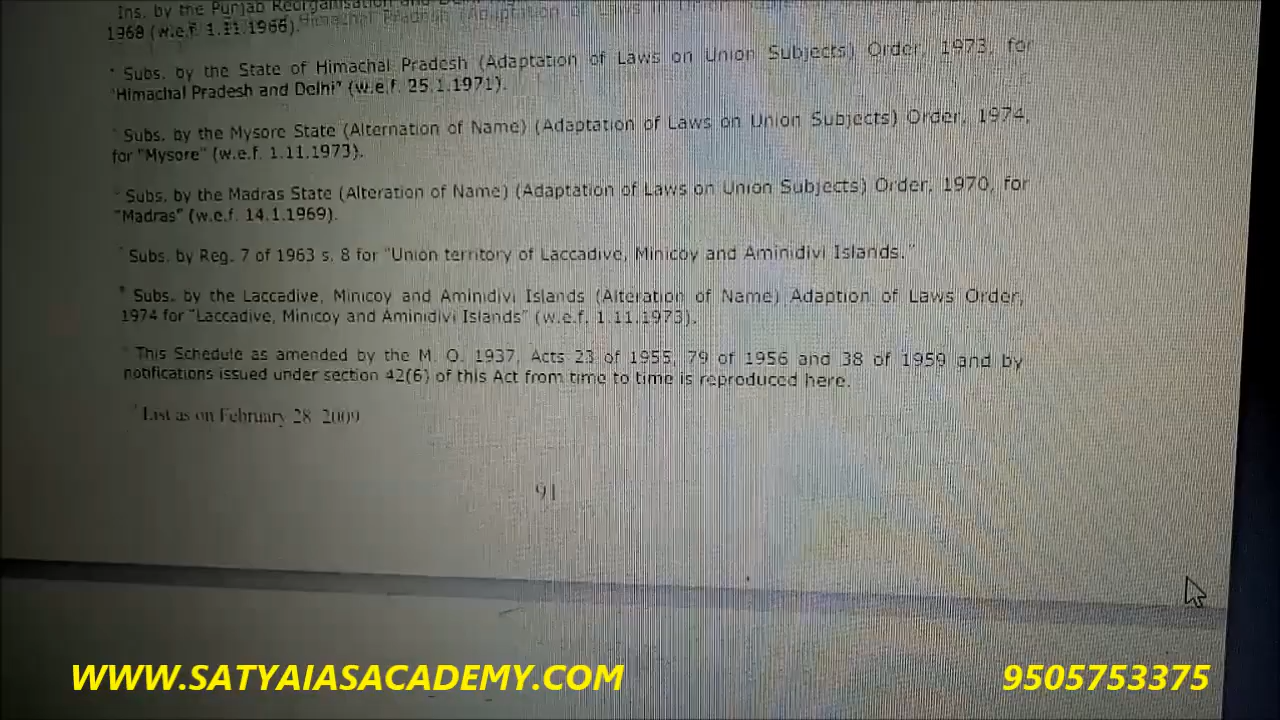 Ins. by the Punjab Reorganisation and
1968 (w.e.f. 1.11.1966).
Subs. by the State of Himachal Pradesh (Adaptation of Laws on Union Subjects) Order, 1973, for
"Himachal Pradesh and Delhi" (w.e.f. 25.1.1971).
Subs. by the Mysore State (Alternation of Name) (Adaptation of Laws on Union Subjects) Order, 1974,
for "Mysore" (w.e.f. 1.11.1973).
Subs. by the Madras State (Alteration of Name) (Adaptation of Laws on Union Subjects) Order, 1970, for
"Madras" (w.e.f. 14.1.1969).
Subs. by Reg. 7 of 1963 s. 8 for "Union territory of Laccadive, Minicoy and Aminidivi Islands."
Subs. by the Laccadive, Minicoy and Aminidivi Islands (Alteration of Name) Adaption of Laws Order,
1974 for "Laccadive, Minicoy and Aminidivi Islands" (w.e.f. 1.11.1973).
This Schedule as amended by the M. O. 1937, Acts 23 of 1955, 79 of 1956 and 38 of 1959 and by
notifications issued under section 42(6) of this Act from time to time is reproduced here.
List as on February 28 2009
91
WWW.SATYAIASACADEMY.COM
9505753375